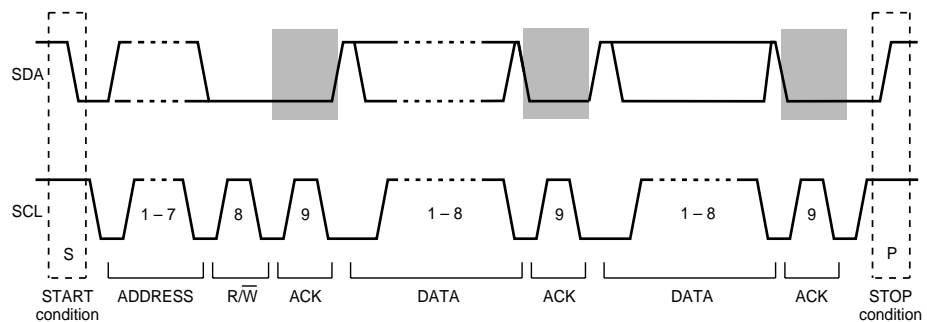 SDA
SCL
1 – 7
8
9
1 – 8
9
1 – 8
9
S
P
START
condition
ADDRESS
R/W̅
ACK
DATA
ACK
DATA
ACK
STOP
condition